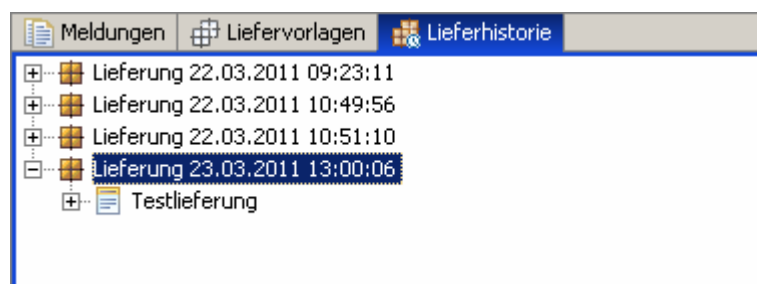 Meldungen Liefervorlagen Lieferhistorie
Lieferung 22.03.2011 09:23:11
Lieferung 22.03.2011 10:49:56
Lieferung 22.03.2011 10:51:10
Lieferung 23.03.2011 13:00:06
Testlieferung